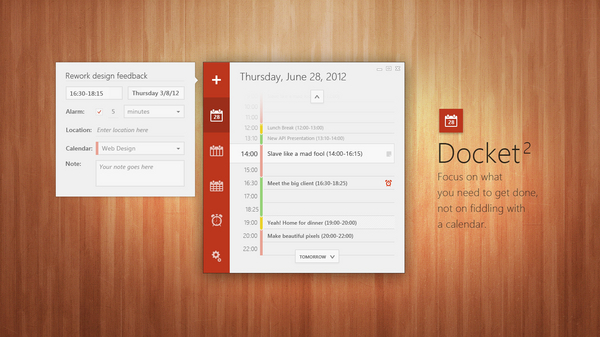 Rework design feedback
16:30-18:15
Thursday 3/8/12
Alarm:
5
minutes
Location:
Enter location here
Calendar:
Web Design
Note:
Your note goes here
+
28
Thursday, June 28, 2012
12:00
Lunch Break (12:00-13:00)
13:10
New API Presentation (13:10-14:00)
14:00
Slave like a mad fool (14:00-16:15)
15:00
16:30
Meet the big client (16:30-18:25)
17:00
18:25
19:00
Yeah! Home for dinner (19:00-20:00)
20:00
Make beautiful pixels (20:00-22:00)
22:00
TOMORROW
28
Docket2
Focus on what
you need to get done,
not on fiddling with
a calendar.